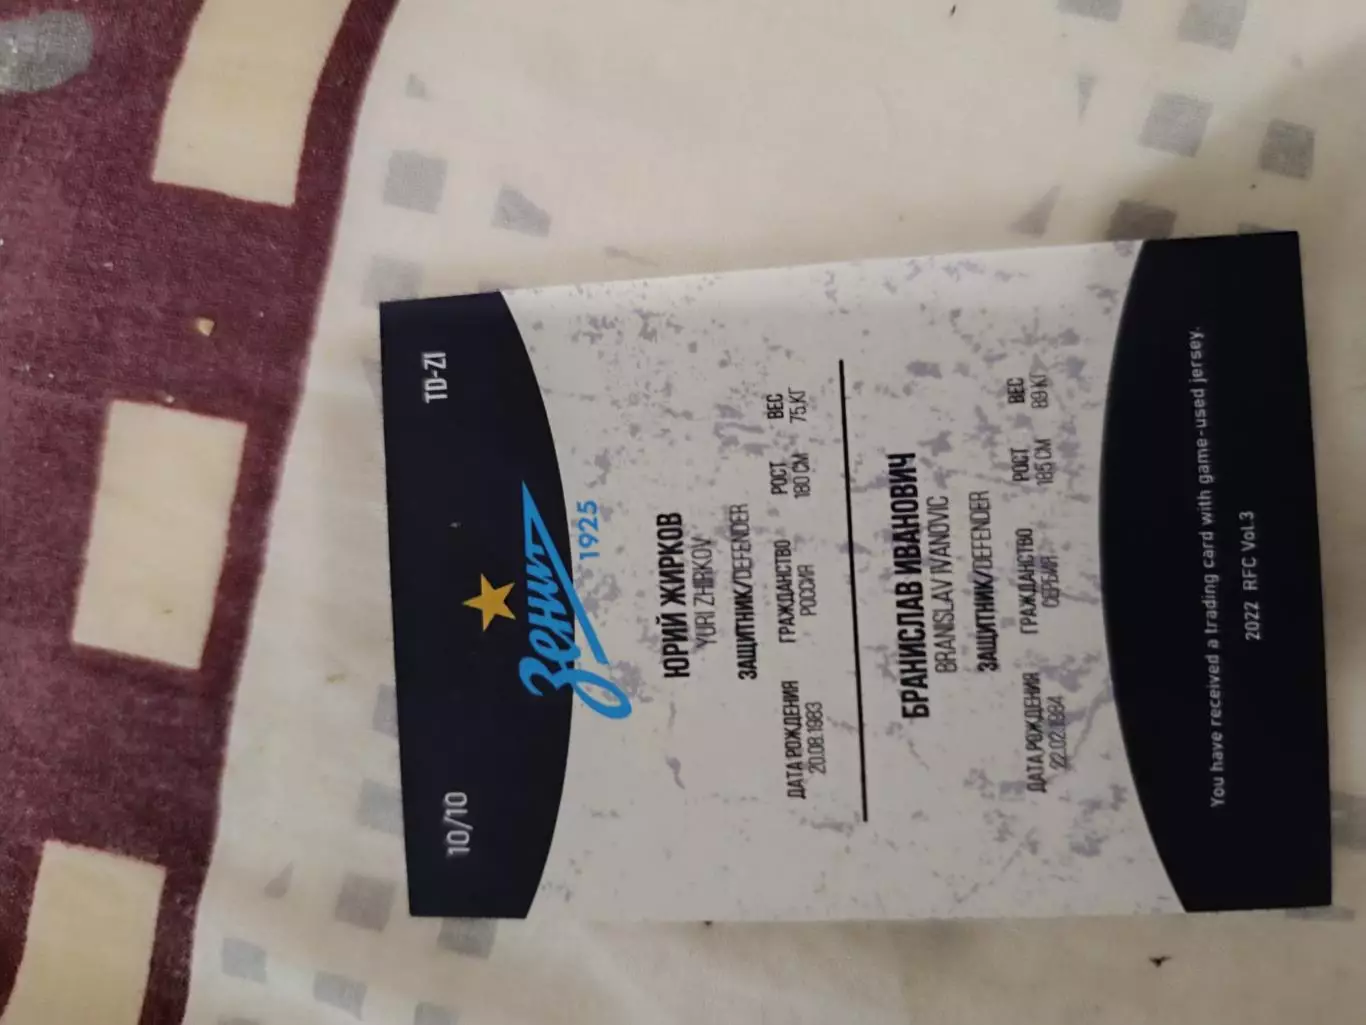 10/10 TD-ZI
Зенит
1925
ЮРИЙ ЖИРКОВ
YURI ZHIRKOV
ЗАЩИТНИК/DEFENDER
ДАТА РОЖДЕНИЯ ГРАЖДАНСТВО РОСТ ВЕС
20.08.1983 РОССИЯ 180 СМ 75 КГ
БРАНИСЛАВ ИВАНОВИЧ
BRANISLAV IVANOVIC
ЗАЩИТНИК/DEFENDER
ДАТА РОЖДЕНИЯ ГРАЖДАНСТВО РОСТ ВЕС
22.02.1984 СЕРБИЯ 185 СМ 89 КГ
You have received a trading card with game-used jersey.
2022 RFC Vol.3